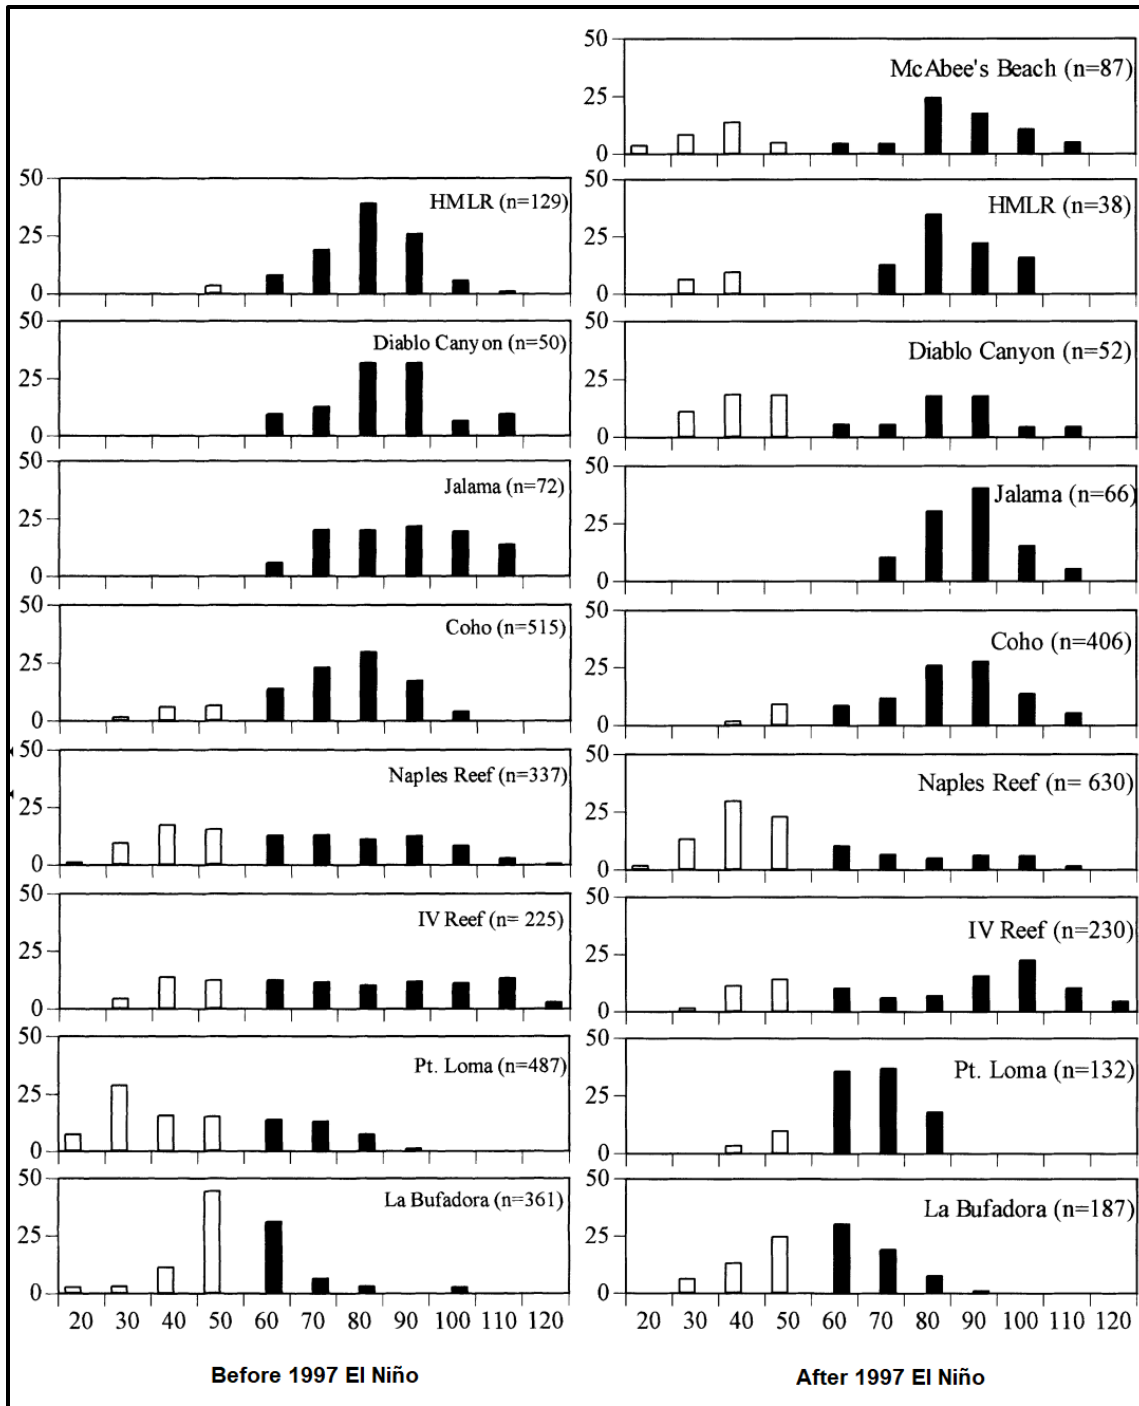 50
25
0
McAbee's Beach (n=87)
50
25
0
HMLR (n=129)
50
25
0
HMLR (n=38)
50
25
0
Diablo Canyon (n=50)
50
25
0
Diablo Canyon (n=52)
50
25
0
Jalama (n=72)
50
25
0
Jalama (n=66)
50
25
0
Coho (n=515)
50
25
0
Coho (n=406)
50
25
0
Naples Reef (n=337)
50
25
0
Naples Reef (n= 630)
50
25
0
IV Reef (n= 225)
50
25
0
IV Reef (n=230)
50
25
0
Pt. Loma (n=487)
50
25
0
Pt. Loma (n=132)
50
25
0
La Bufadora (n=361)
50
25
0
La Bufadora (n=187)
20 30 40 50 60 70 80 90 100 110 120
20 30 40 50 60 70 80 90 100 110 120
Before 1997 El Niño
After 1997 El Niño